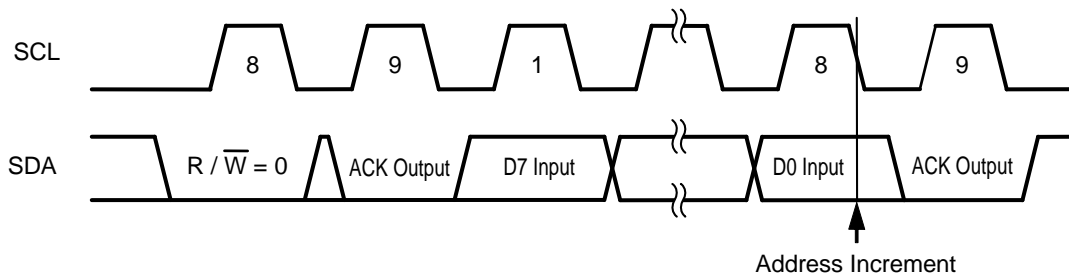 SCL 8 9 1 8 9
SDA R / W̅ = 0 ACK Output D7 Input D0 Input ACK Output
Address Increment